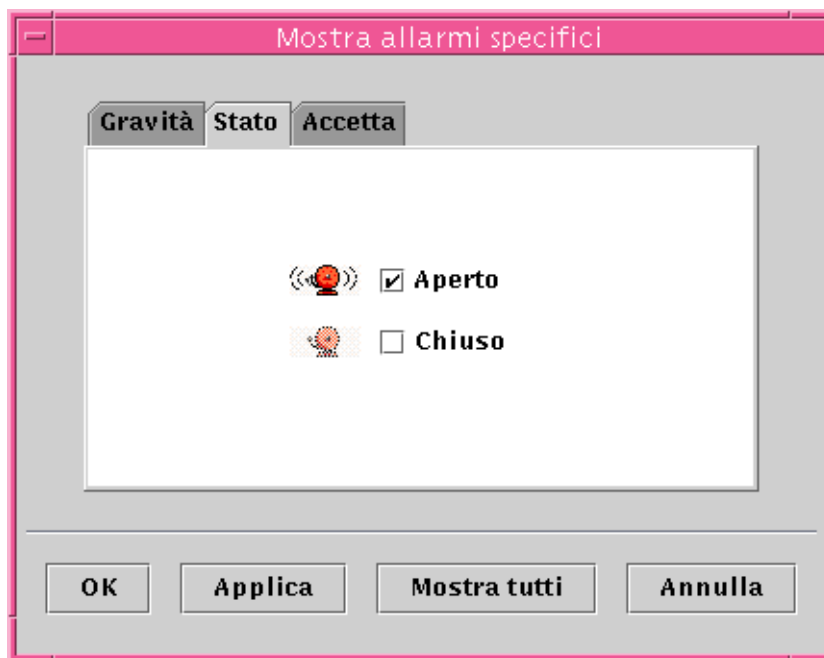 Mostra allarmi specifici
Gravità Stato Accetta
Aperto
Chiuso
OK Applica Mostra tutti Annulla